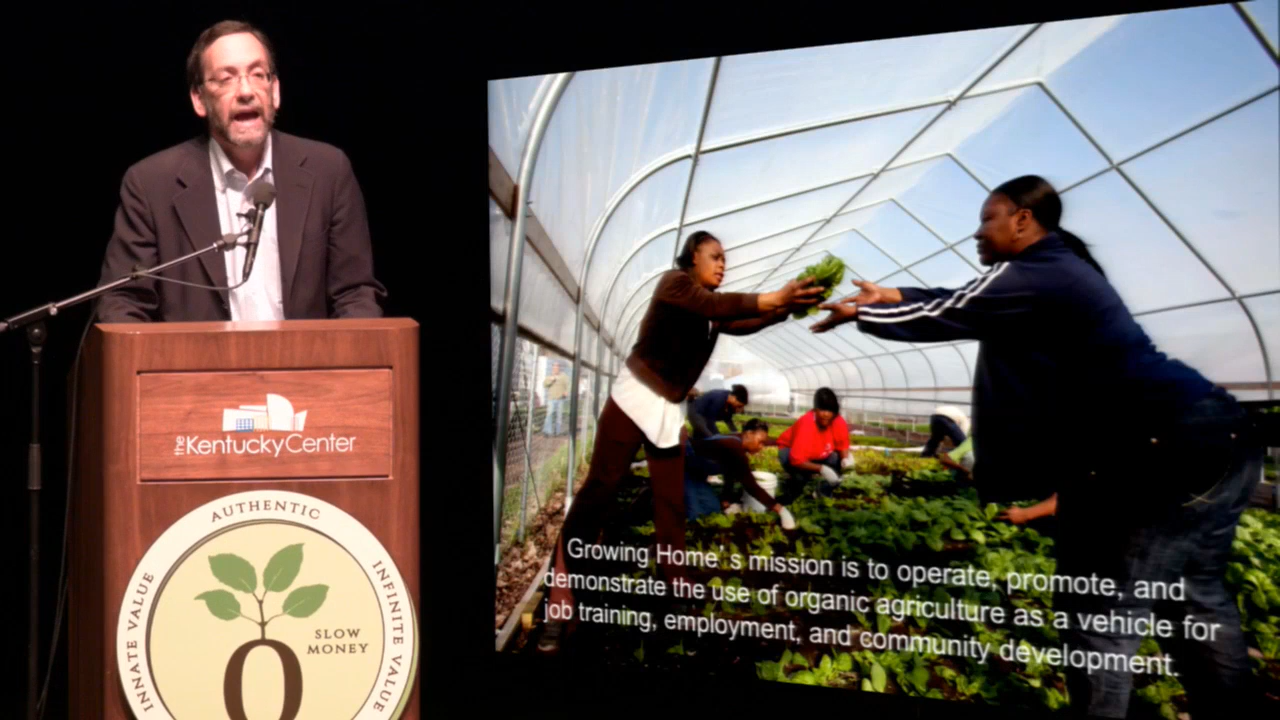 the Kentucky Center
AUTHENTIC
INNATE VALUE
INFINITE VALUE
SLOW
MONEY
Growing Home's mission is to operate, promote, and
demonstrate the use of organic agriculture as a vehicle for
job training, employment, and community development.